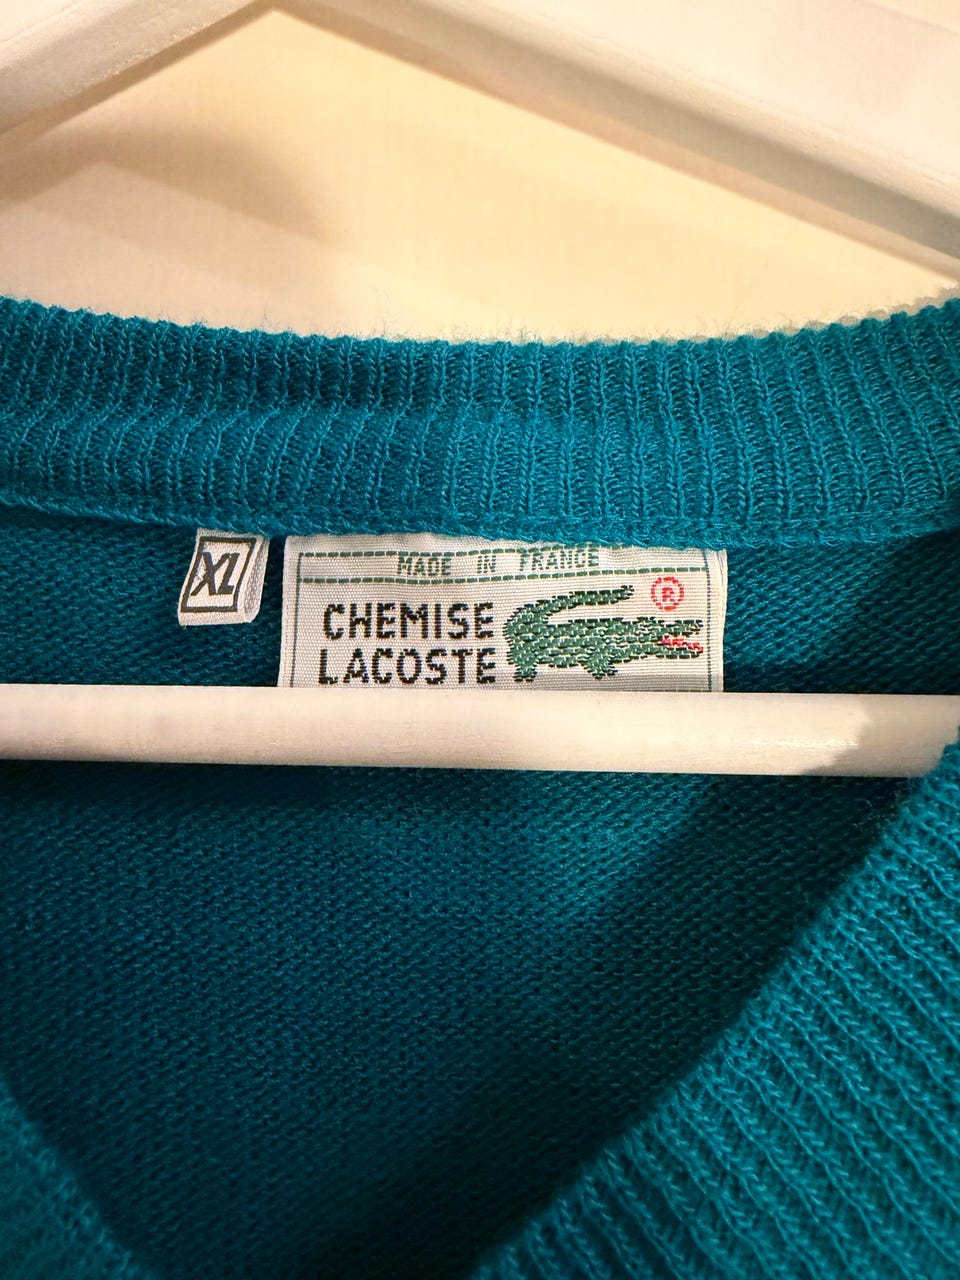 XL
MADE IN FRANCE
®
CHEMISE
LACOSTE